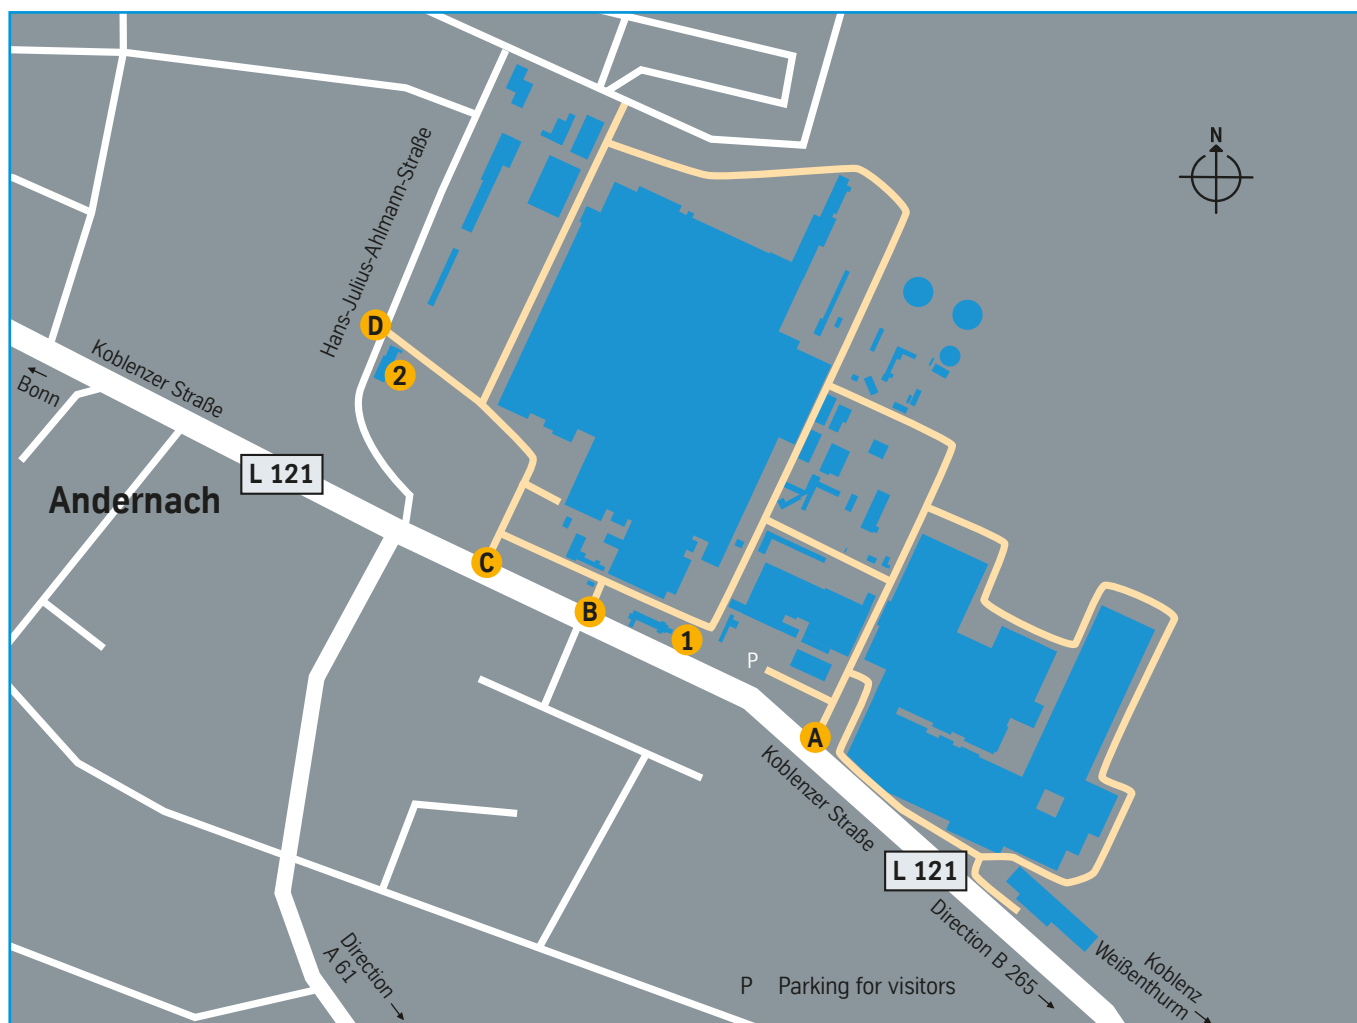 N
Hans-Julius-Ahlmann-Straße
D
2
Koblenzer Straße
Bonn
L 121
Andernach
C
B
1
P
A
Koblenzer Straße
L 121
Direction B 265
Koblenz
Weißenthurm
Direction
A 61
P Parking for visitors